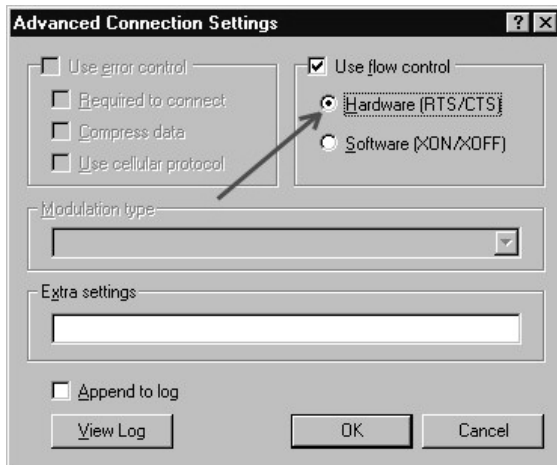 Advanced Connection Settings
Use error control
Required to connect
Compress data
Use cellular protocol
Use flow control
Hardware (RTS/CTS)
Software (XON/XOFF)
Modulation type
Extra settings
Append to log
View Log
OK
Cancel